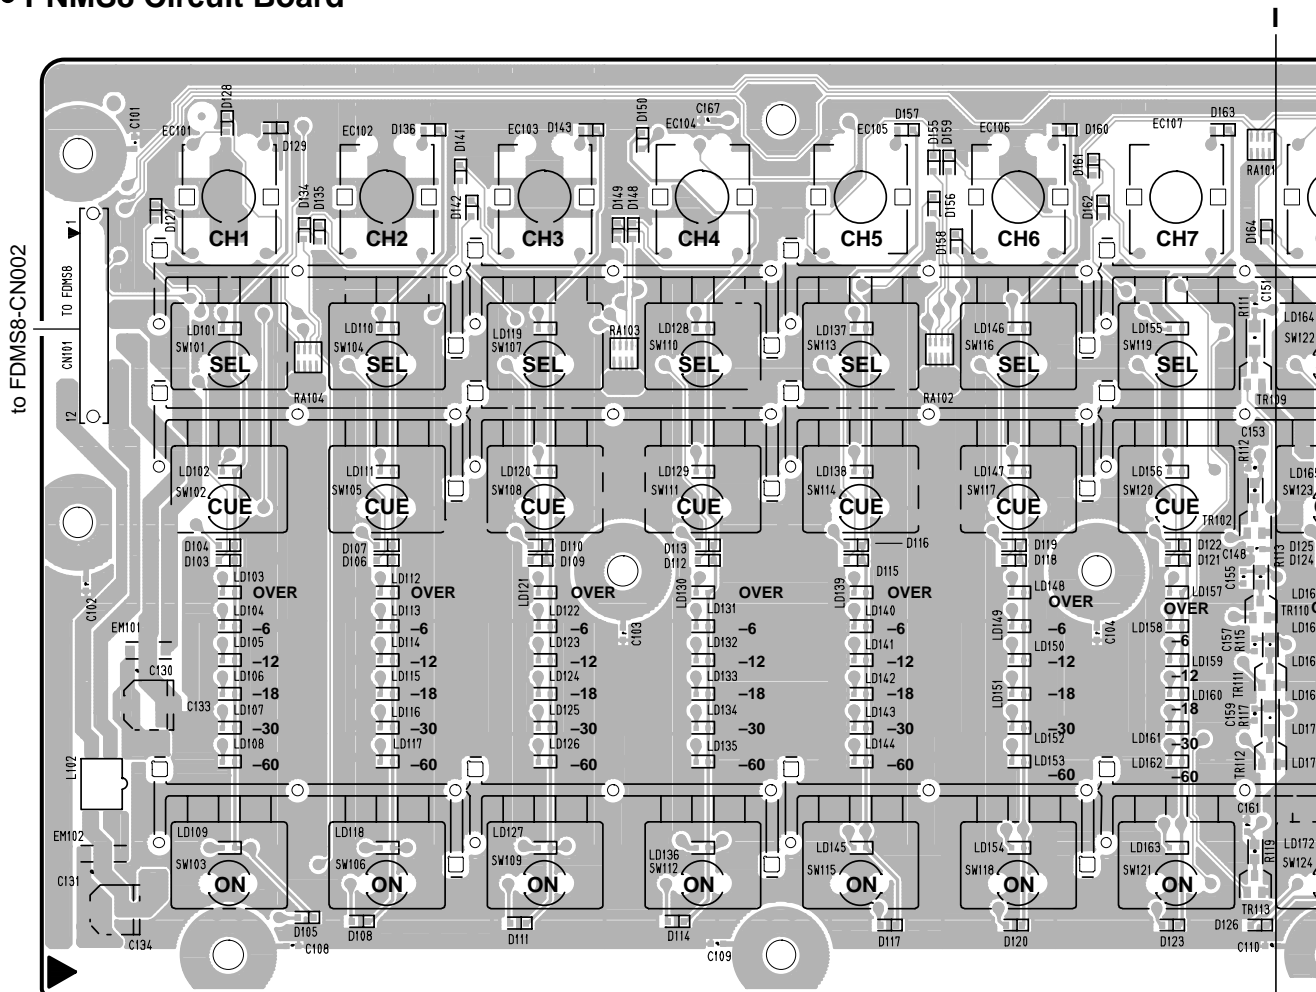 PNMS8 Circuit Board
I
to FDMS8-CN002
C101
D128
EC101
D129
EC102
D136
D141
EC103
D143
D150
EC104
C167
EC105
D157
D155
D159
EC106
D160
D161
EC107
D163
RA101
D127
D134
D135
D142
D149
D148
D156
D158
D162
D164
CH1
CH2
CH3
CH4
CH5
CH6
CH7
1
TO FDMS8
CN101
12
LD101
SW101
SEL
LD110
SW104
SEL
LD119
SW107
SEL
RA103
LD128
SW110
SEL
LD137
SW113
SEL
LD146
SW116
SEL
LD155
SW119
SEL
R111
C151
LD164
SW122
RA104
RA102
TR109
C153
R112
LD102
SW102
CUE
LD111
SW105
CUE
LD120
SW108
CUE
LD129
SW111
CUE
LD138
SW114
CUE
LD147
SW117
CUE
LD156
SW120
CUE
SW123
TR102
D104
D103
D107
D106
D110
D109
D113
D112
D116
D115
D119
D118
D122
D121
C148
C155
R113
D125
D124
C102
LD103
OVER
LD112
OVER
LD121
OVER
LD130
OVER
LD139
OVER
LD148
OVER
LD157
OVER
TR110
LD104
–6
LD113
–6
LD122
–6
LD131
–6
LD140
–6
LD149
–6
LD158
–6
C103
C104
C157
R115
EM101
LD105
–12
LD114
–12
LD123
–12
LD132
–12
LD141
–12
LD150
–12
LD159
–12
C130
LD106
–18
LD115
–18
LD124
–18
LD133
–18
LD142
–18
LD151
–18
LD160
–18
TR111
C133
LD107
–30
LD116
–30
LD125
–30
LD134
–30
LD143
–30
LD152
–30
LD161
–30
C159
R117
LD108
–60
LD117
–60
LD126
–60
LD135
–60
LD144
–60
LD153
–60
LD162
–60
TR112
L102
C161
EM102
LD109
SW103
ON
LD118
SW106
ON
LD127
SW109
ON
LD136
SW112
ON
LD145
SW115
ON
LD154
SW118
ON
LD163
SW121
ON
R119
LD172
SW124
C131
TR113
C134
D105
C108
D108
D111
D114
C109
D117
D120
D123
D126
C110